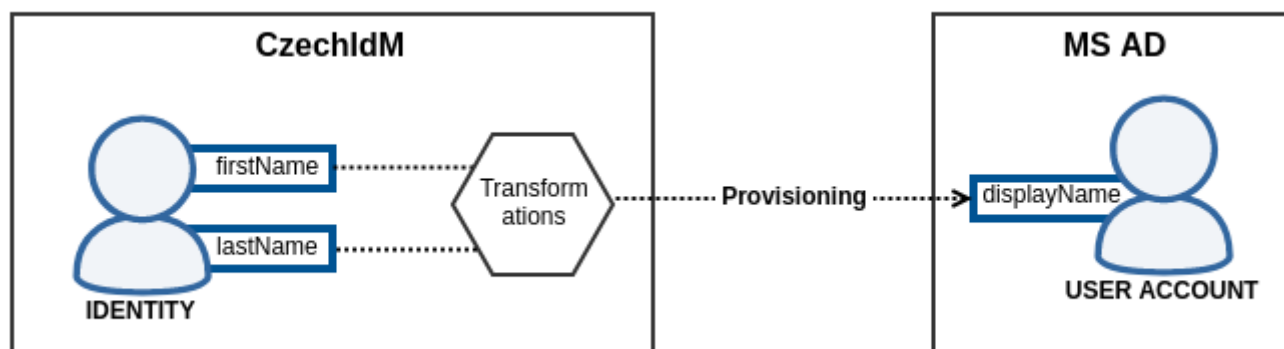 CzechIdM
MS AD
firstName
lastName
IDENTITY
Transform
ations
Provisioning
displayName
USER ACCOUNT